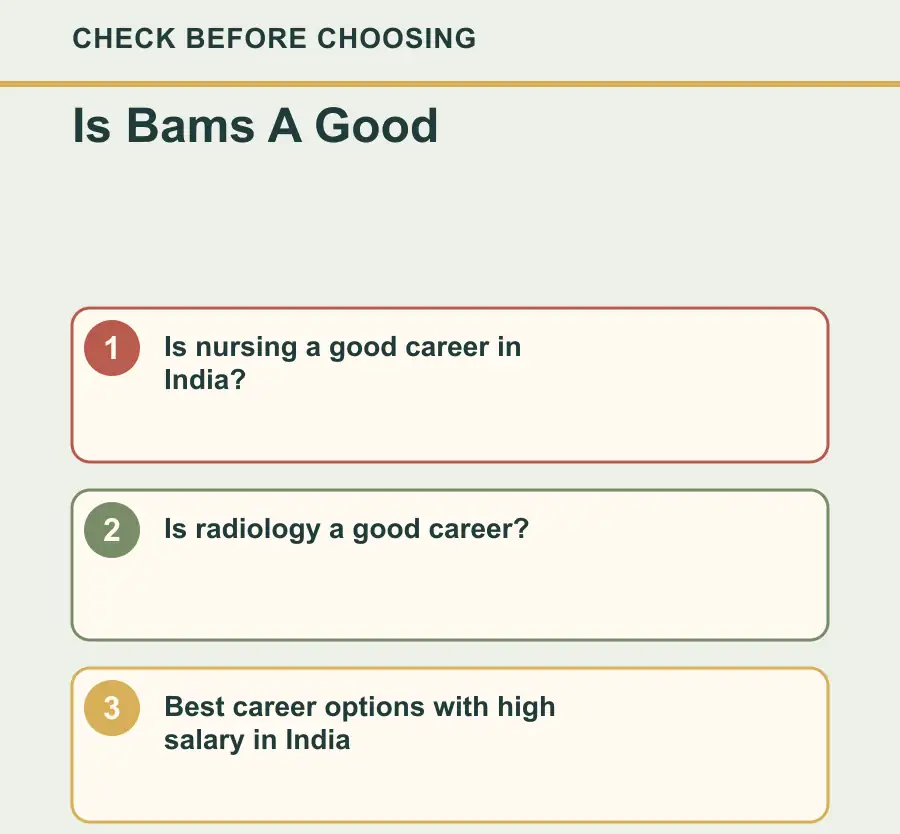 CHECK BEFORE CHOOSING
Is Bams A Good
1
Is nursing a good career in
India?
2
Is radiology a good career?
3
Best career options with high
salary in India